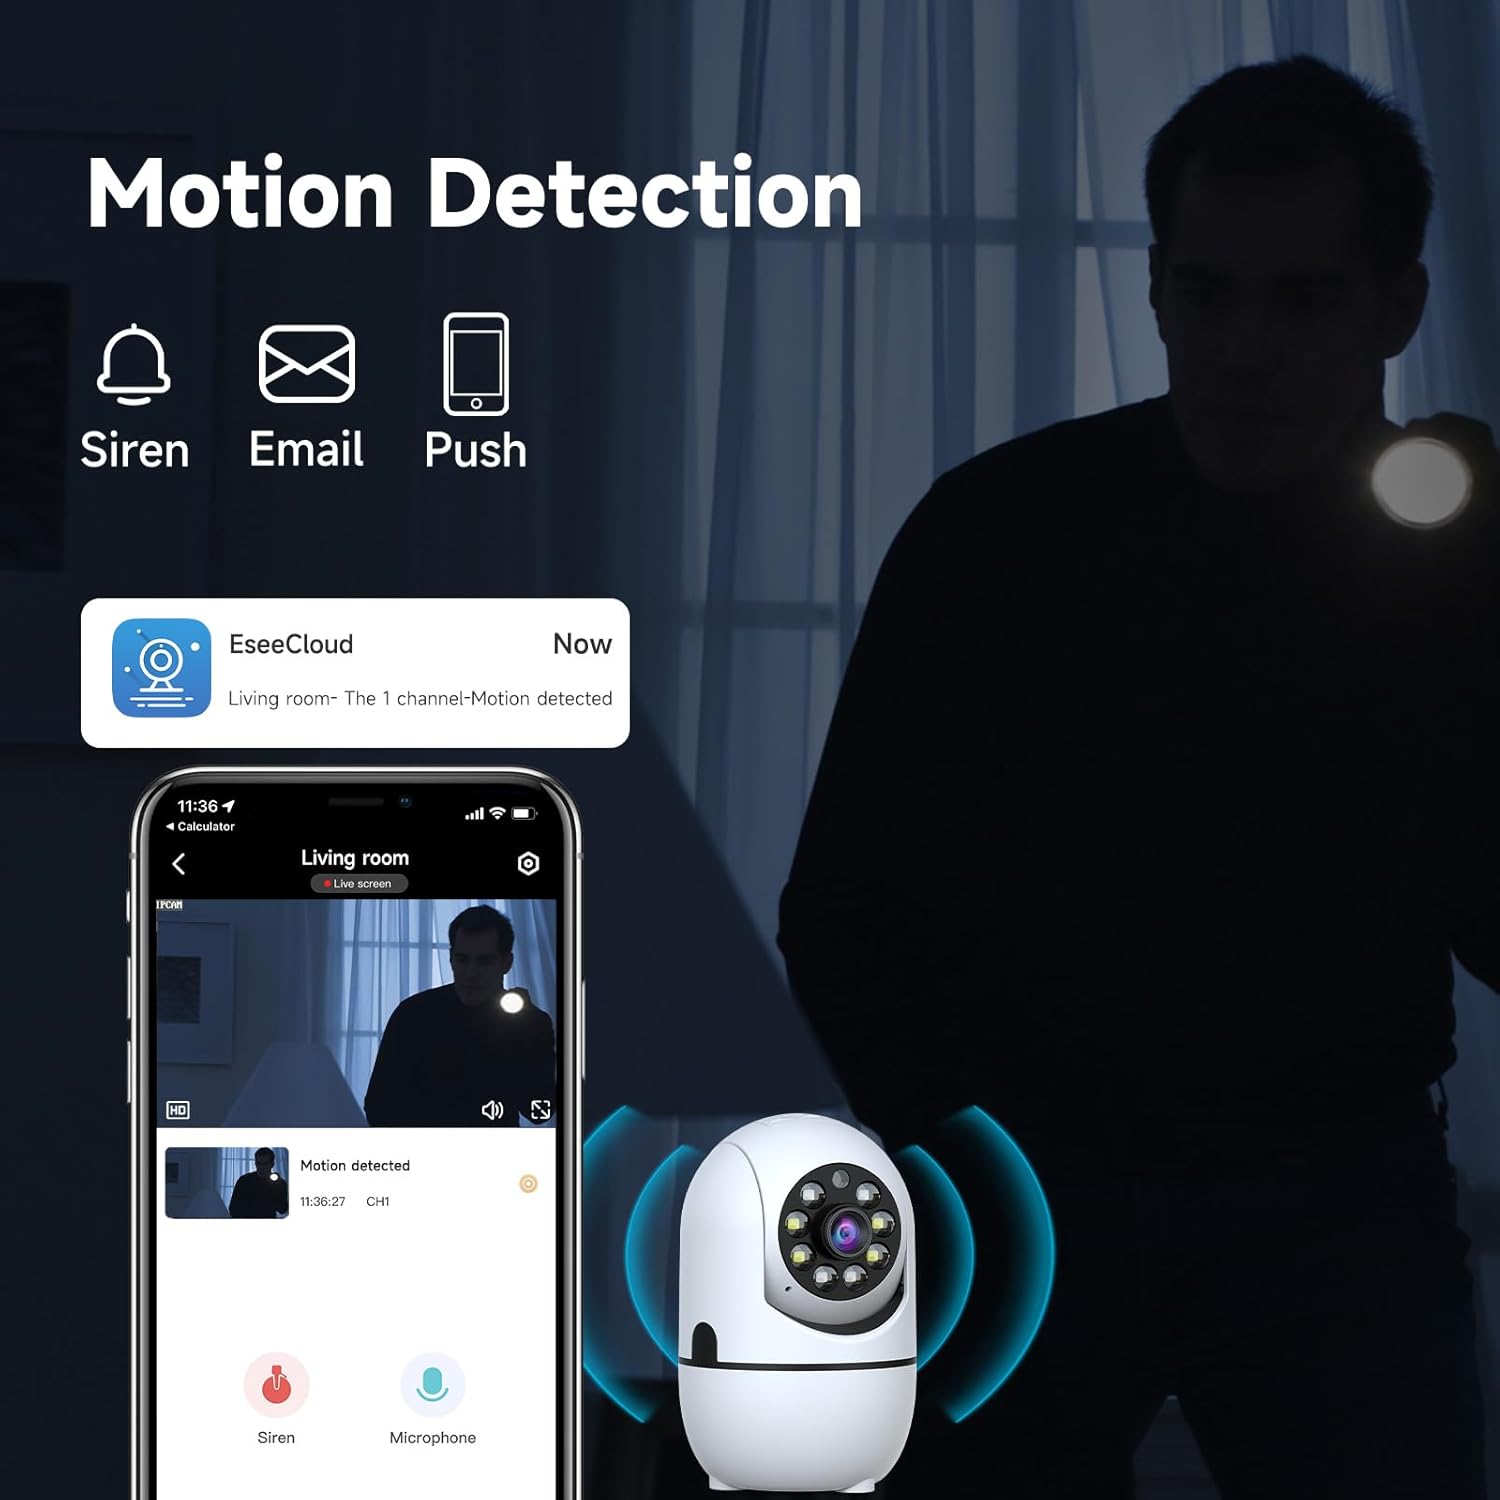 Motion Detection
Siren
Email
Push
EseeCloud
Now
Living room- The 1 channel-Motion detected
11:36
◀ Calculator
Living room
Live screen
IPCAM
HD
Motion detected
11:36:27 CH1
Siren
Microphone